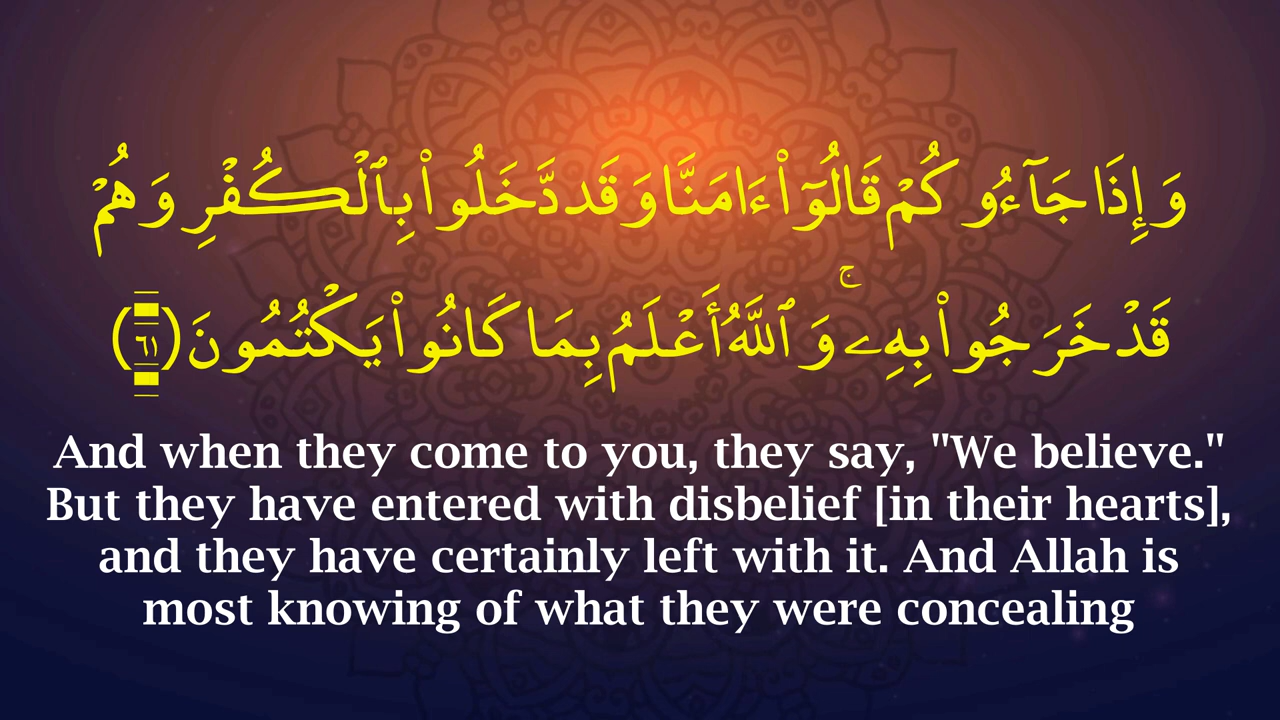 وَإِذَا جَآءُوكُمْ قَالُوٓا۟ ءَامَنَّا وَقَد دَّخَلُوا۟ بِٱلْكُفْرِ وَهُمْ
قَدْ خَرَجُوا۟ بِهِۦ ۚ وَٱللَّهُ أَعْلَمُ بِمَا كَانُوا۟ يَكْتُمُونَ (٦١)
And when they come to you, they say, "We believe."
But they have entered with disbelief [in their hearts],
and they have certainly left with it. And Allah is
most knowing of what they were concealing